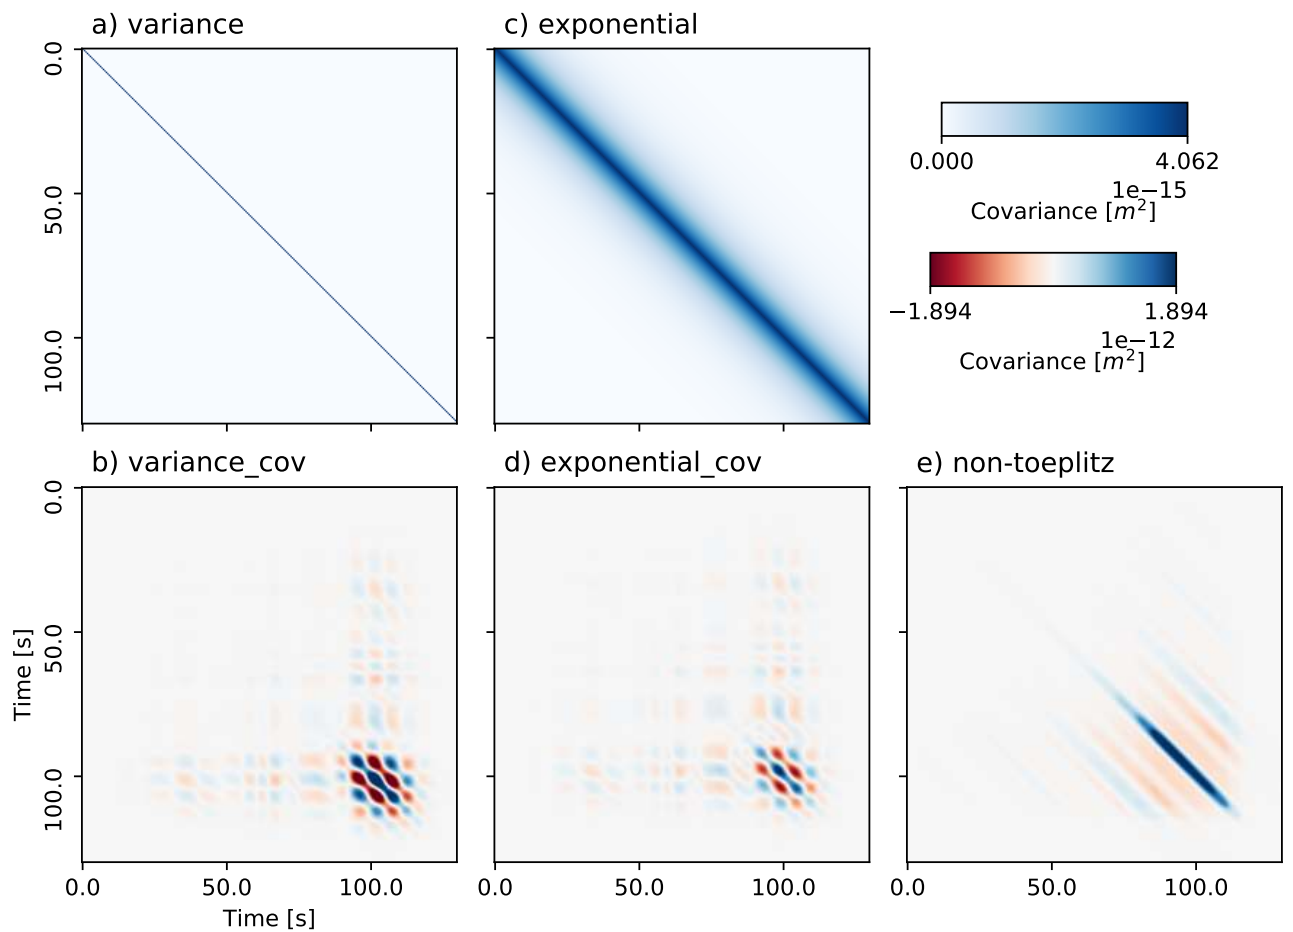 a) variance
c) exponential
0.0
50.0
100.0
0.000 4.062
1e−15
Covariance [m²]
−1.894 1.894
1e−12
Covariance [m²]
b) variance_cov
d) exponential_cov
e) non-toeplitz
0.0
50.0
100.0
Time [s]
0.0 50.0 100.0
0.0 50.0 100.0
0.0 50.0 100.0
Time [s]